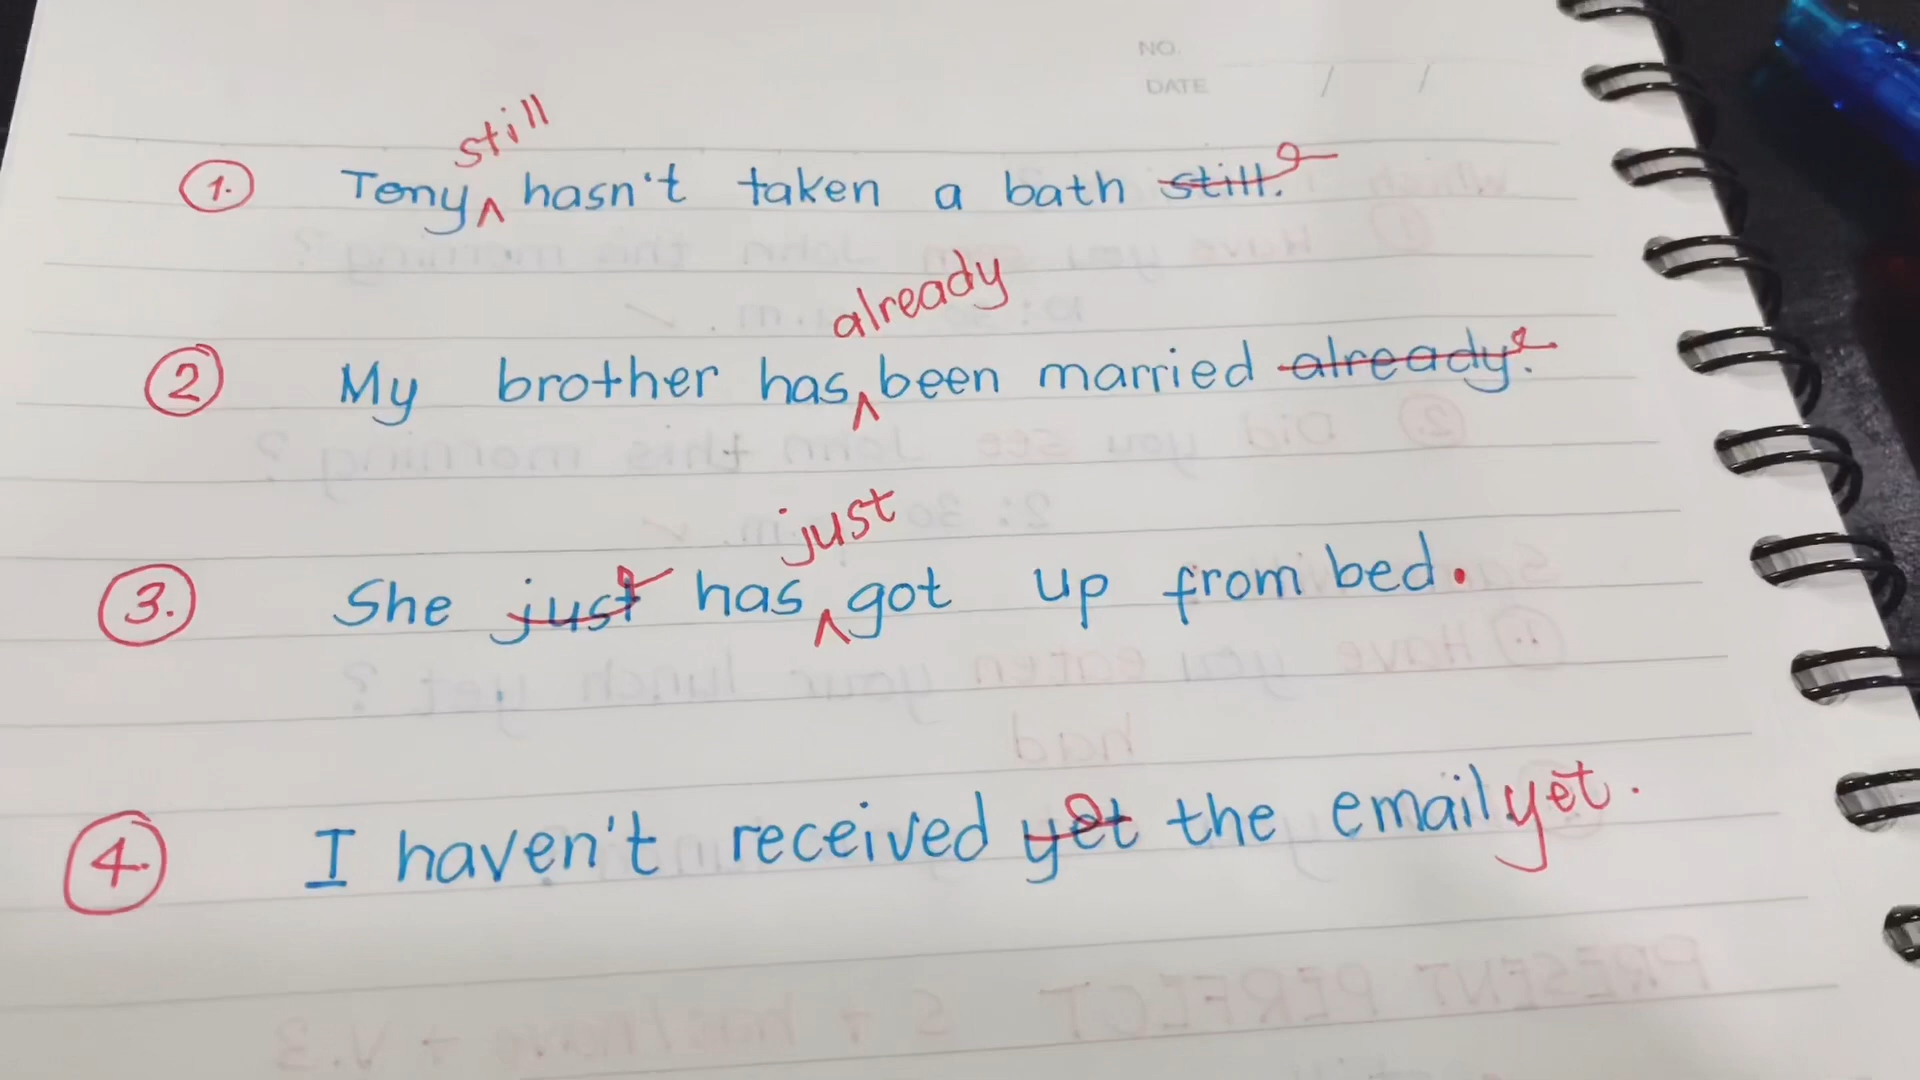 NO.
DATE / /
still
1. Tony ^ hasn't taken a bath still.
already
2 My brother has ^ been married already.
just
3. She just has ^ got up from bed.
4. I haven't received yet the email yet.